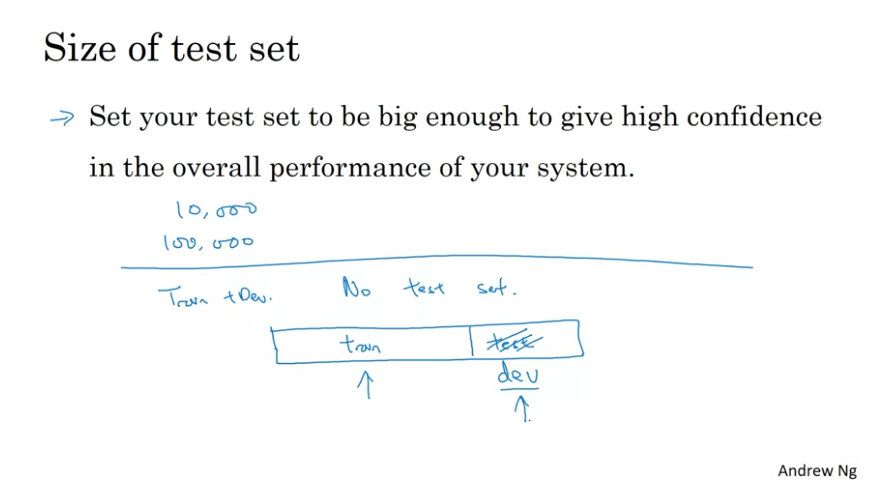 Size of test set
→ Set your test set to be big enough to give high confidence
in the overall performance of your system.
10,000
100,000
Train + Dev. No test set.
train test
dev
Andrew Ng